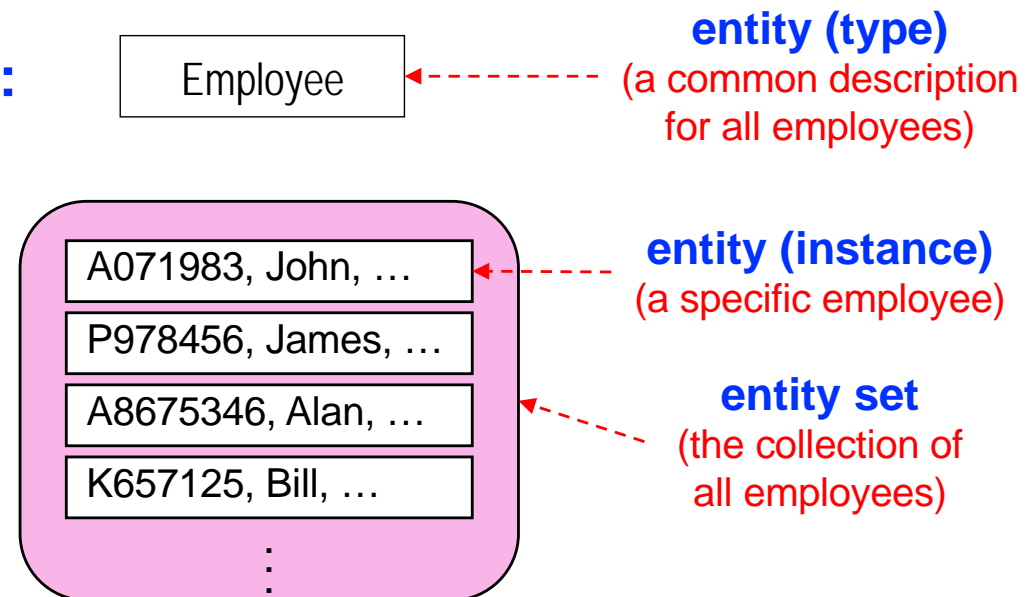 :
Employee
entity (type)
(a common description
for all employees)
A071983, John, …
entity (instance)
(a specific employee)
P978456, James, …
A8675346, Alan, …
entity set
(the collection of
all employees)
K657125, Bill, …
⋮